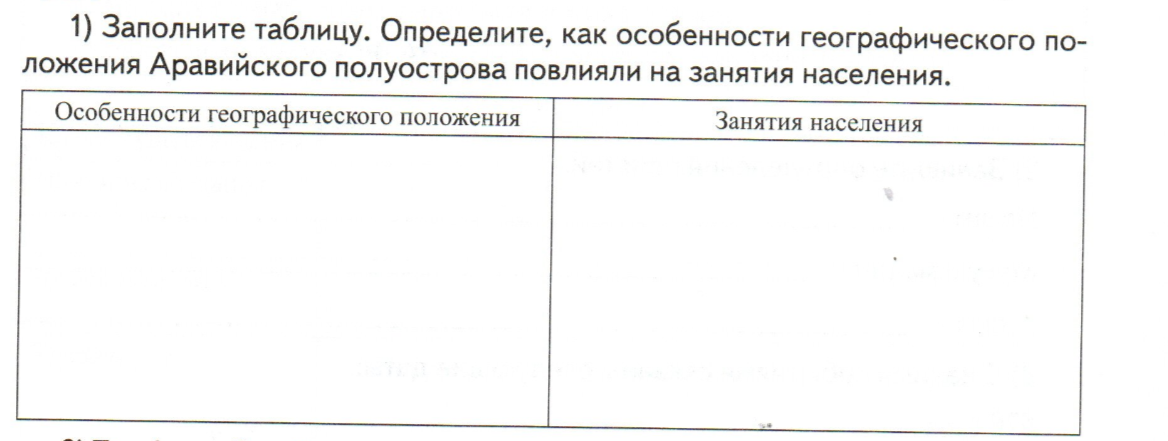 1) Заполните таблицу. Определите, как особенности географического по-
ложения Аравийского полуострова повлияли на занятия населения.
Особенности географического положения
Занятия населения